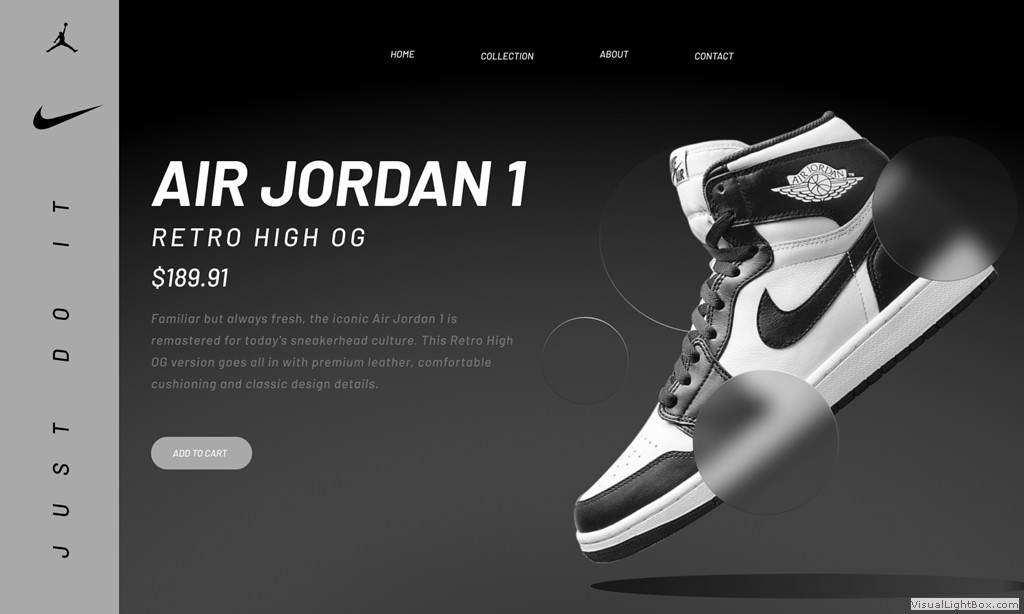 HOME
COLLECTION
ABOUT
CONTACT
AIR JORDAN 1
RETRO HIGH OG
$189.91
Familiar but always fresh, the iconic Air Jordan 1 is
remastered for today's sneakerhead culture. This Retro High
OG version goes all in with premium leather, comfortable
cushioning and classic design details.
ADD TO CART
JUST DO IT
AIR JORDAN
VisualLightBox.com